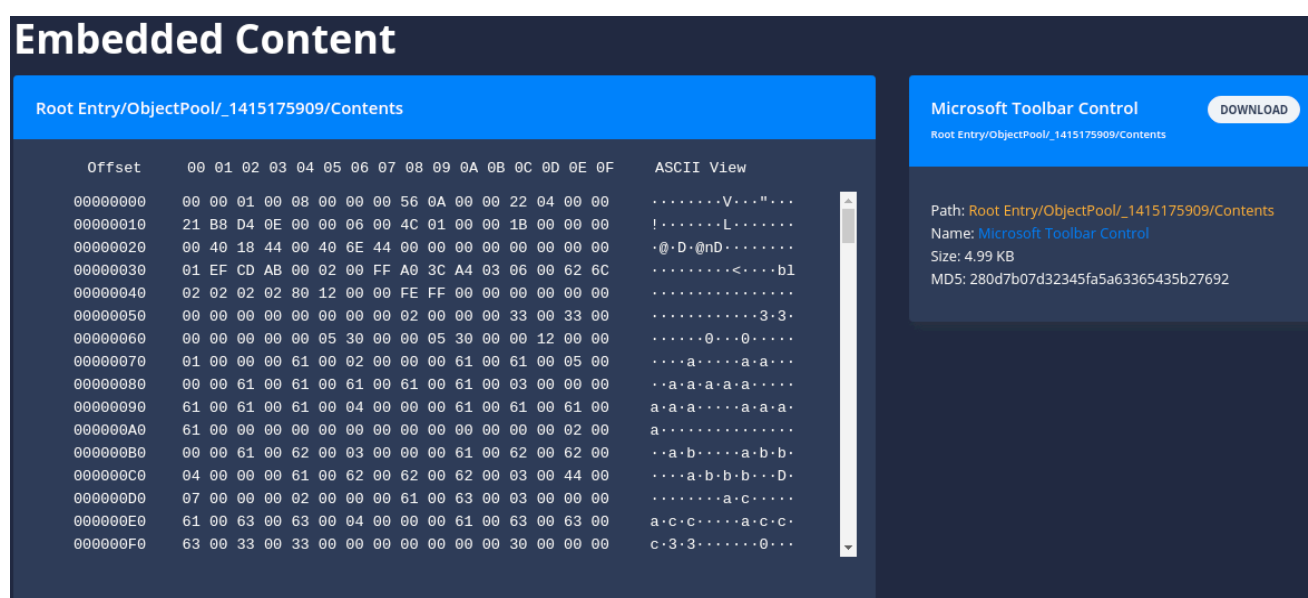 Embedded Content
Root Entry/ObjectPool/_1415175909/Contents
Offset 00 01 02 03 04 05 06 07 08 09 0A 0B 0C 0D 0E 0F ASCII View
00000000 00 00 01 00 08 00 00 00 56 0A 00 00 22 04 00 00 ········V···"···
00000010 21 B8 D4 0E 00 00 06 00 4C 01 00 00 1B 00 00 00 !·······L·······
00000020 00 40 18 44 00 40 6E 44 00 00 00 00 00 00 00 00 ·@·D·@nD········
00000030 01 EF CD AB 00 02 00 FF A0 3C A4 03 06 00 62 6C ·········<····bl
00000040 02 02 02 02 80 12 00 00 FE FF 00 00 00 00 00 00 ················
00000050 00 00 00 00 00 00 00 00 02 00 00 00 33 00 33 00 ············3·3·
00000060 00 00 00 00 00 05 30 00 00 05 30 00 00 12 00 00 ······0···0·····
00000070 01 00 00 00 61 00 02 00 00 00 61 00 61 00 05 00 ····a·····a·a···
00000080 00 00 61 00 61 00 61 00 61 00 61 00 03 00 00 00 ··a·a·a·a·a·····
00000090 61 00 61 00 61 00 04 00 00 00 61 00 61 00 61 00 a·a·a·····a·a·a·
000000A0 61 00 00 00 00 00 00 00 00 00 00 00 00 00 02 00 a···············
000000B0 00 00 61 00 62 00 03 00 00 00 61 00 62 00 62 00 ··a·b·····a·b·b·
000000C0 04 00 00 00 61 00 62 00 62 00 62 00 03 00 44 00 ····a·b·b·b···D·
000000D0 07 00 00 00 02 00 00 00 61 00 63 00 03 00 00 00 ········a·c·····
000000E0 61 00 63 00 63 00 04 00 00 00 61 00 63 00 63 00 a·c·c·····a·c·c·
000000F0 63 00 33 00 33 00 00 00 00 00 00 00 30 00 00 00 c·3·3·······0···
Microsoft Toolbar Control DOWNLOAD
Root Entry/ObjectPool/_1415175909/Contents
Path: Root Entry/ObjectPool/_1415175909/Contents
Name: Microsoft Toolbar Control
Size: 4.99 KB
MD5: 280d7b07d32345fa5a63365435b27692